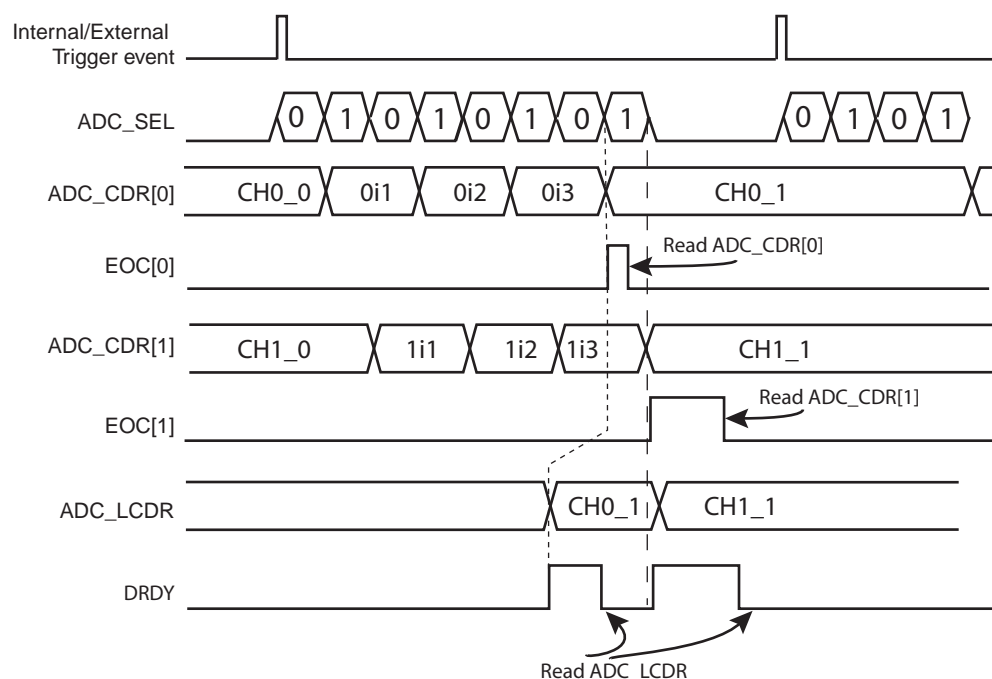 Internal/External
Trigger event
ADC_SEL
0 1 0 1 0 1 0 1 0 1 0 1
ADC_CDR[0]
CH0_0 0i1 0i2 0i3 CH0_1
EOC[0]
Read ADC_CDR[0]
ADC_CDR[1]
CH1_0 1i1 1i2 1i3 CH1_1
Read ADC_CDR[1]
EOC[1]
ADC_LCDR
CH0_1 CH1_1
DRDY
Read ADC_LCDR